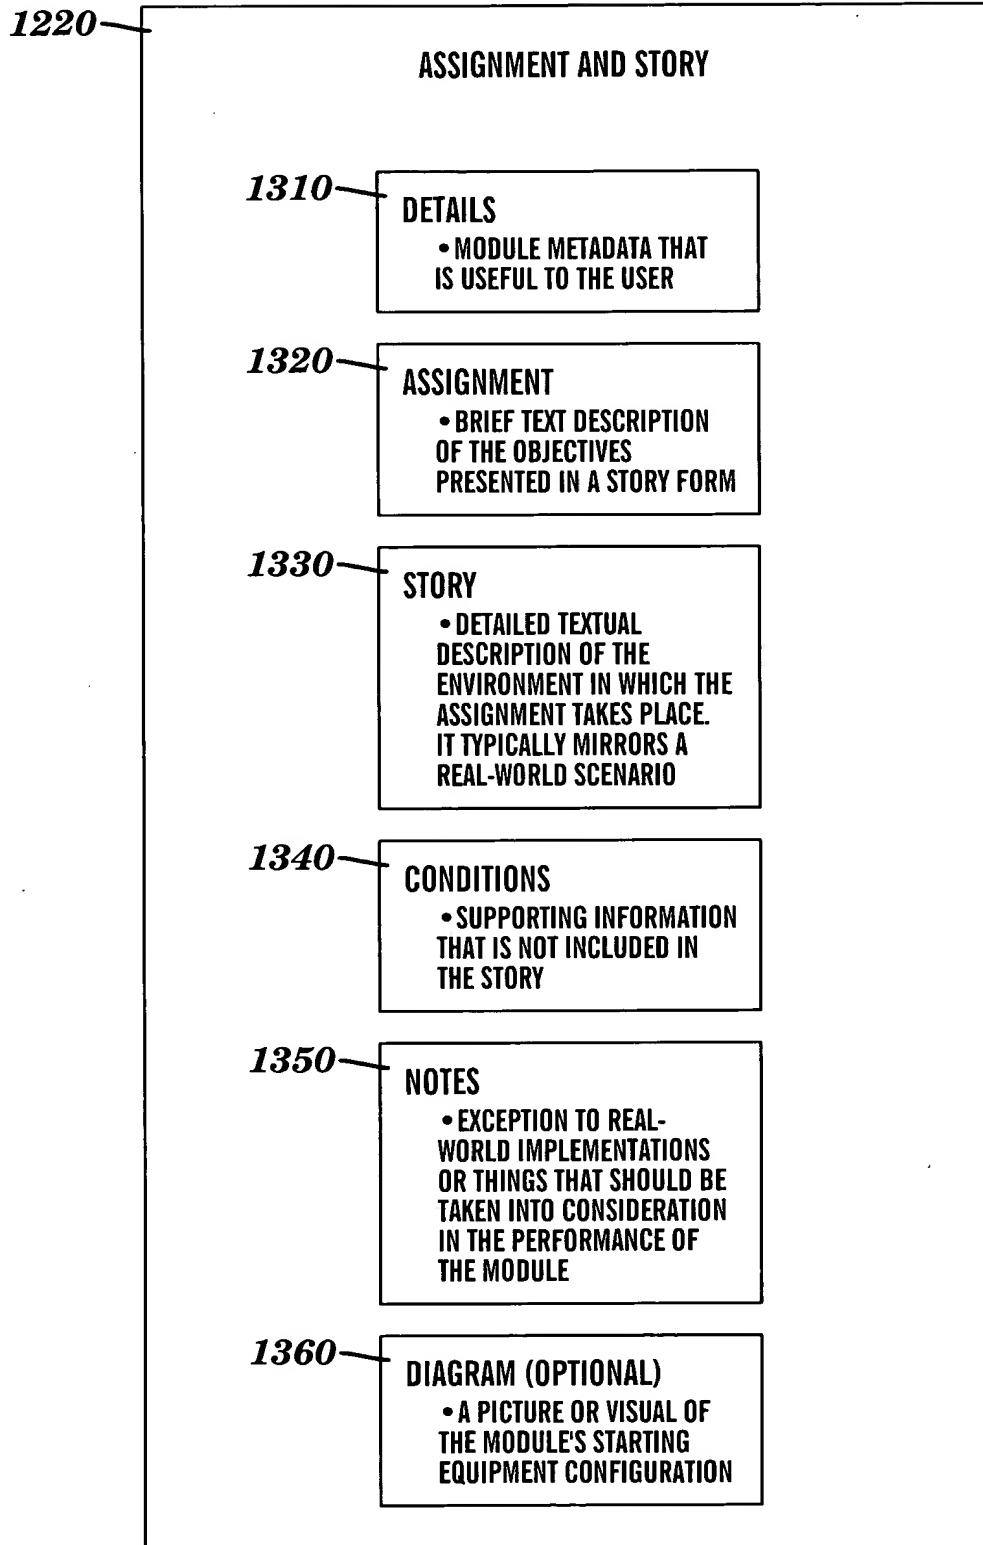 1220
ASSIGNMENT AND STORY
1310
DETAILS
• MODULE METADATA THAT
IS USEFUL TO THE USER
1320
ASSIGNMENT
• BRIEF TEXT DESCRIPTION
OF THE OBJECTIVES
PRESENTED IN A STORY FORM
1330
STORY
• DETAILED TEXTUAL
DESCRIPTION OF THE
ENVIRONMENT IN WHICH THE
ASSIGNMENT TAKES PLACE.
IT TYPICALLY MIRRORS A
REAL-WORLD SCENARIO
1340
CONDITIONS
• SUPPORTING INFORMATION
THAT IS NOT INCLUDED IN
THE STORY
1350
NOTES
• EXCEPTION TO REAL-
WORLD IMPLEMENTATIONS
OR THINGS THAT SHOULD BE
TAKEN INTO CONSIDERATION
IN THE PERFORMANCE OF
THE MODULE
1360
DIAGRAM (OPTIONAL)
• A PICTURE OR VISUAL OF
THE MODULE'S STARTING
EQUIPMENT CONFIGURATION